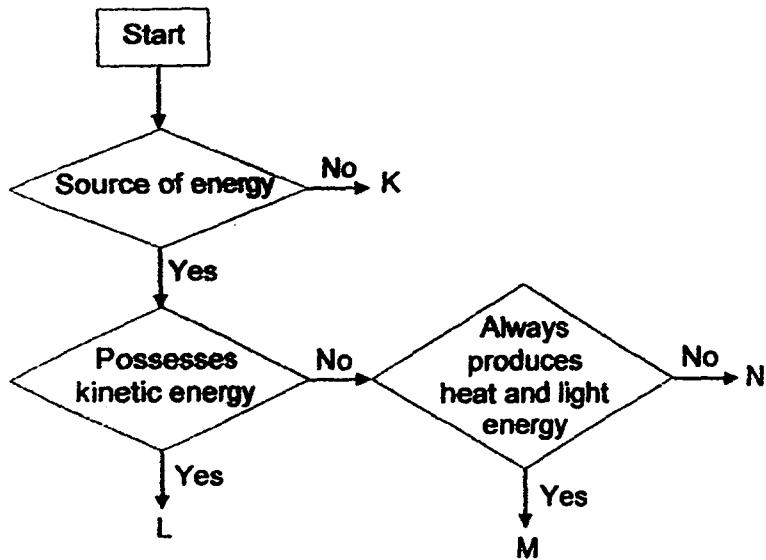 Start
Source of energy
No
K
Yes
Possesses
kinetic energy
No
Always
produces
heat and light
energy
No
N
Yes
L
Yes
M